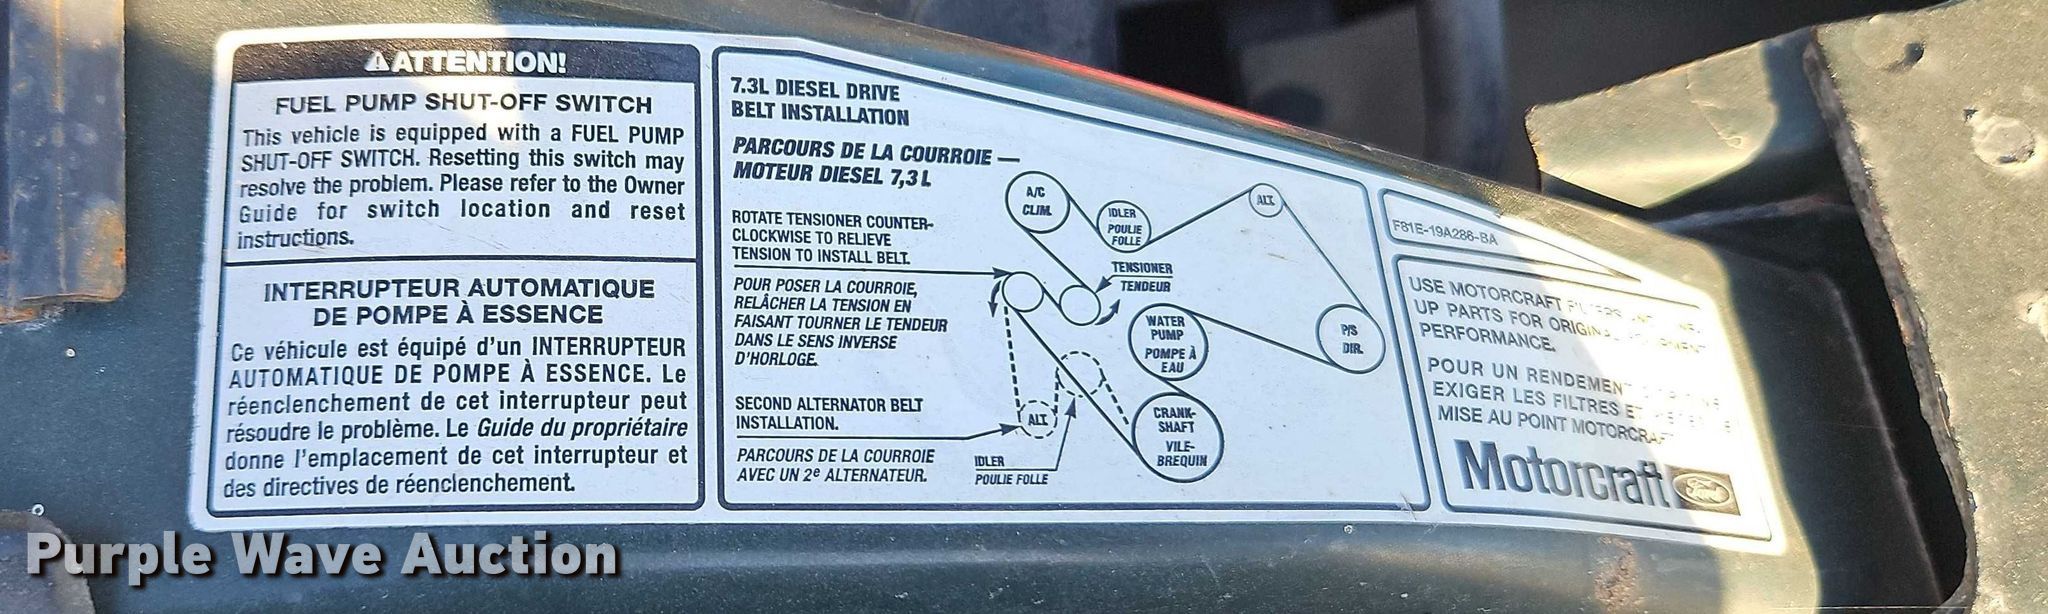 ATTENTION!
FUEL PUMP SHUT-OFF SWITCH
This vehicle is equipped with a FUEL PUMP
SHUT-OFF SWITCH. Resetting this switch may
resolve the problem. Please refer to the Owner
Guide for switch location and reset
instructions.
INTERRUPTEUR AUTOMATIQUE
DE POMPE À ESSENCE
Ce véhicule est équipé d'un INTERRUPTEUR
AUTOMATIQUE DE POMPE À ESSENCE. Le
réenclenchement de cet interrupteur peut
résoudre le problème. Le Guide du propriétaire
donne l'emplacement de cet interrupteur et
des directives de réenclenchement.
7.3L DIESEL DRIVE
BELT INSTALLATION
PARCOURS DE LA COURROIE —
MOTEUR DIESEL 7,3 L
ROTATE TENSIONER COUNTER-
CLOCKWISE TO RELIEVE
TENSION TO INSTALL BELT.
POUR POSER LA COURROIE,
RELÂCHER LA TENSION EN
FAISANT TOURNER LE TENDEUR
DANS LE SENS INVERSE
D'HORLOGE.
SECOND ALTERNATOR BELT
INSTALLATION.
PARCOURS DE LA COURROIE
AVEC UN 2e ALTERNATEUR.
A/C
CLIM.
IDLER
POULIE
FOLLE
ALT.
TENSIONER
TENDEUR
WATER
PUMP
POMPE À
EAU
P/S
DIR.
CRANK-
SHAFT
VILE-
BREQUIN
ALT.
IDLER
POULIE FOLLE
F81E-19A286-BA
USE MOTORCRAFT
UP PARTS FOR
PERFORMANCE.
POUR UN
EXIGER LES FILTRES
MISE AU POINT
Motorcraft
Ford
Purple Wave Auction